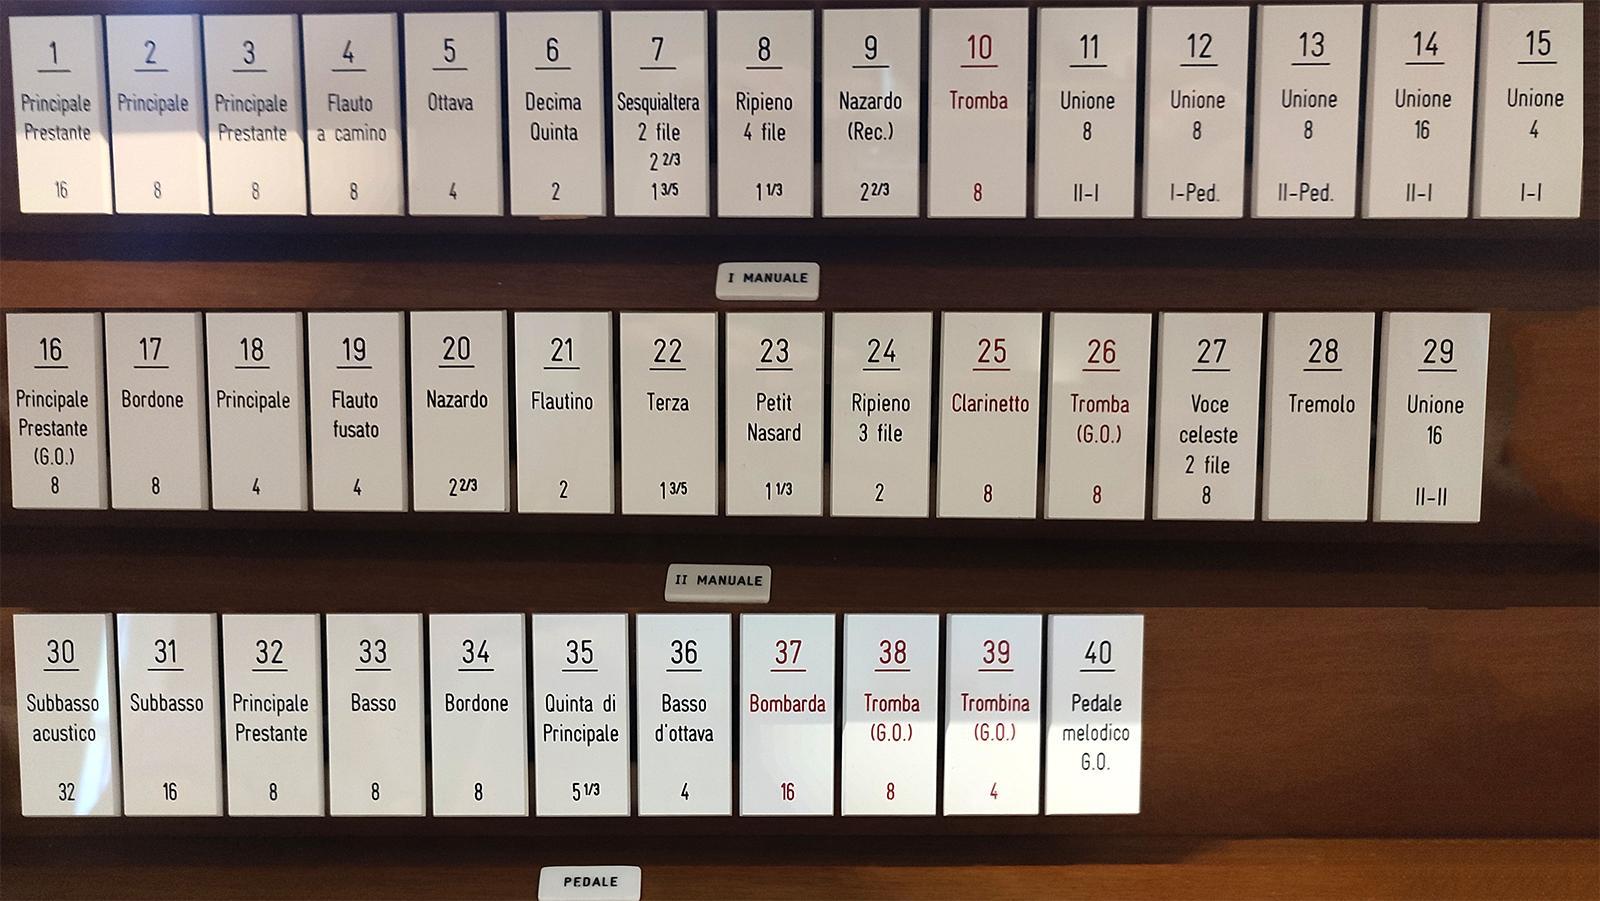 1
Principale
Prestante
16
2
Principale
8
3
Principale
Prestante
8
4
Flauto
a camino
8
5
Ottava
4
6
Decima
Quinta
2
7
Sesquialtera
2 file
2 2/3
1 3/5
8
Ripieno
4 file
1 1/3
9
Nazardo
(Rec.)
2 2/3
10
Tromba
8
11
Unione
8
II-I
12
Unione
8
I-Ped.
13
Unione
8
II-Ped.
14
Unione
16
II-I
15
Unione
4
I-I
I MANUALE
16
Principale
Prestante
(G.O.)
8
17
Bordone
8
18
Principale
4
19
Flauto
fusato
4
20
Nazardo
2 2/3
21
Flautino
2
22
Terza
1 3/5
23
Petit
Nasard
1 1/3
24
Ripieno
3 file
2
25
Clarinetto
8
26
Tromba
(G.O.)
8
27
Voce
celeste
2 file
8
28
Tremolo
29
Unione
16
II-II
II MANUALE
30
Subbasso
acustico
32
31
Subbasso
16
32
Principale
Prestante
8
33
Basso
8
34
Bordone
8
35
Quinta di
Principale
5 1/3
36
Basso
d'ottava
4
37
Bombarda
16
38
Tromba
(G.O.)
8
39
Trombina
(G.O.)
4
40
Pedale
melodico
G.O.
PEDALE